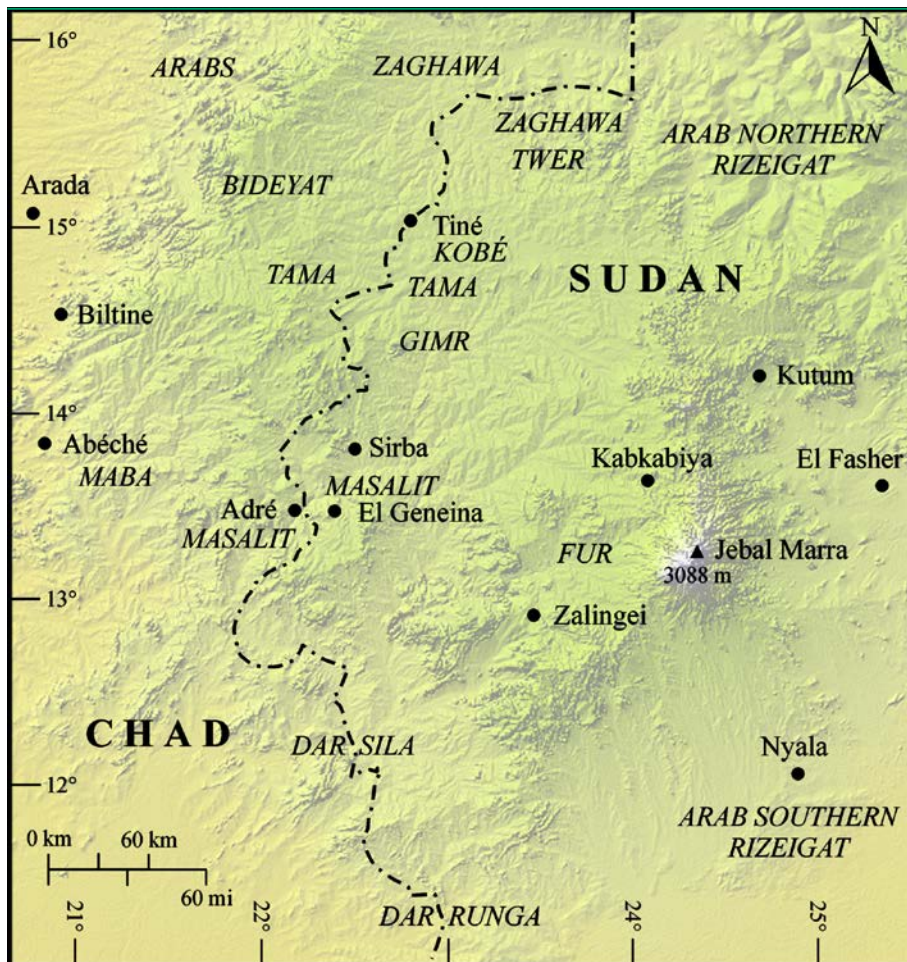 16°
ARABS
ZAGHAWA
N
ZAGHAWA
TWER
ARAB NORTHERN
RIZEIGAT
Arada
BIDEYAT
15°
Tiné
KOBÉ
TAMA
TAMA
SUDAN
Biltine
GIMR
Kutum
14°
Abéché
MABA
Sirba
Kabkabiya
El Fasher
MASALIT
Adré
El Geneina
MASALIT
FUR
Jebal Marra
3088 m
13°
Zalingei
CHAD
DAR SILA
Nyala
12°
ARAB SOUTHERN
RIZEIGAT
0 km
60 km
60 mi
DAR RUNGA
21°
22°
24°
25°